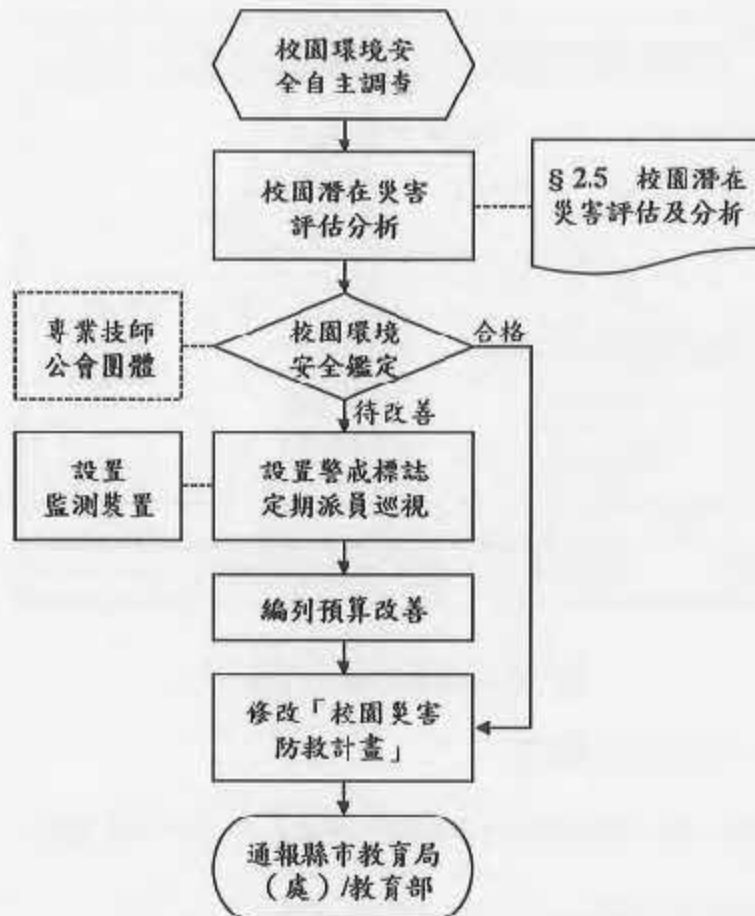 校園環境安
全自主調查
校園潛在災害
評估分析
§ 2.5 校園潛在
災害評估及分析
專業技師
公會團體
校園環境
安全鑑定
合格
待改善
設置
監測裝置
設置警戒標誌
定期派員巡視
編列預算改善
修改「校園災害
防救計畫」
通報縣市教育局
（處）/教育部